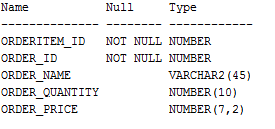 Name Null Type
-------------- -------- ------------
ORDERITEM_ID NOT NULL NUMBER
ORDER_ID NOT NULL NUMBER
ORDER_NAME VARCHAR2(45)
ORDER_QUANTITY NUMBER(10)
ORDER_PRICE NUMBER(7,2)